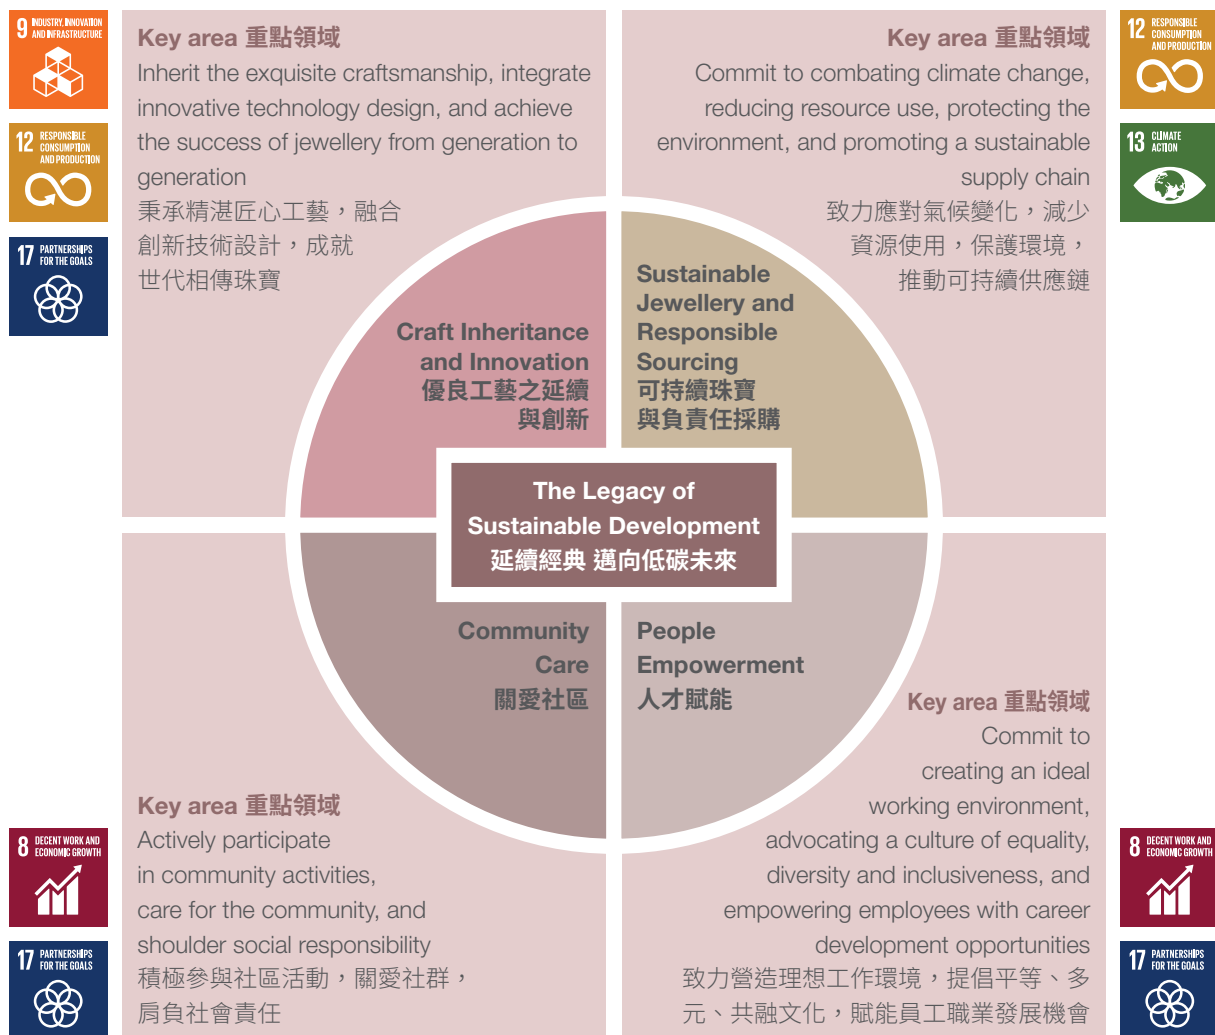 9 INDUSTRY, INNOVATION
AND INFRASTRUCTURE
12 RESPONSIBLE
CONSUMPTION
AND PRODUCTION
17 PARTNERSHIPS
FOR THE GOALS
Key area 重點領域
Inherit the exquisite craftsmanship, integrate
innovative technology design, and achieve
the success of jewellery from generation to
generation
秉承精湛匠心工藝，融合
創新技術設計，成就
世代相傳珠寶
Key area 重點領域
Commit to combating climate change,
reducing resource use, protecting the
environment, and promoting a sustainable
supply chain
致力應對氣候變化，減少
資源使用，保護環境，
推動可持續供應鏈
12 RESPONSIBLE
CONSUMPTION
AND PRODUCTION
13 CLIMATE
ACTION
Craft Inheritance
and Innovation
優良工藝之延續
與創新
Sustainable
Jewellery and
Responsible
Sourcing
可持續珠寶
與負責任採購
The Legacy of
Sustainable Development
延續經典 邁向低碳未來
Community
Care
關愛社區
People
Empowerment
人才賦能
8 DECENT WORK AND
ECONOMIC GROWTH
17 PARTNERSHIPS
FOR THE GOALS
Key area 重點領域
Actively participate
in community activities,
care for the community, and
shoulder social responsibility
積極參與社區活動，關愛社群，
肩負社會責任
Key area 重點領域
Commit to
creating an ideal
working environment,
advocating a culture of equality,
diversity and inclusiveness, and
empowering employees with career
development opportunities
致力營造理想工作環境，提倡平等、多
元、共融文化，賦能員工職業發展機會
8 DECENT WORK AND
ECONOMIC GROWTH
17 PARTNERSHIPS
FOR THE GOALS